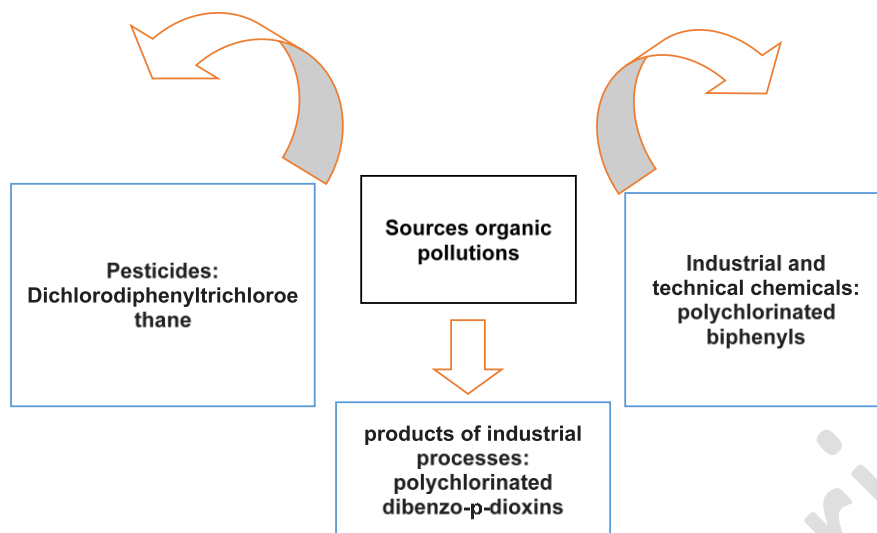 Sources organic
pollutions
Pesticides:
Dichlorodiphenyltrichloroe
thane
Industrial and
technical chemicals:
polychlorinated
biphenyls
products of industrial
processes:
polychlorinated
dibenzo-p-dioxins